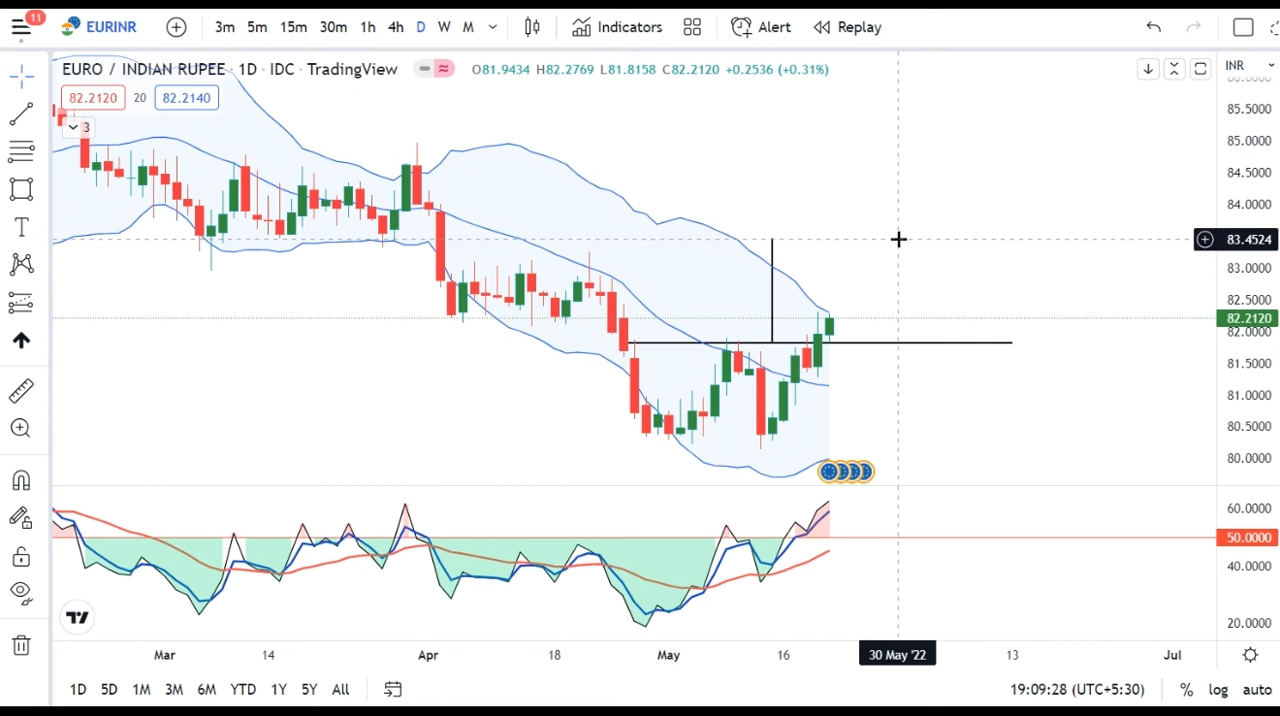 11
EURINR
3m 5m 15m 30m 1h 4h D W M
Indicators
Alert
Replay
EURO / INDIAN RUPEE · 1D · IDC · TradingView
O81.9434 H82.2769 L81.8158 C82.2120 +0.2536 (+0.31%)
INR
82.2120 20 82.2140
3
85.5000
85.0000
84.5000
84.0000
83.4524
83.0000
82.5000
82.2120
82.0000
81.5000
81.0000
80.5000
80.0000
60.0000
50.0000
40.0000
20.0000
Mar 14 Apr 18 May 16 30 May '22 13 Jul
1D 5D 1M 3M 6M YTD 1Y 5Y All
19:09:28 (UTC+5:30) % log auto